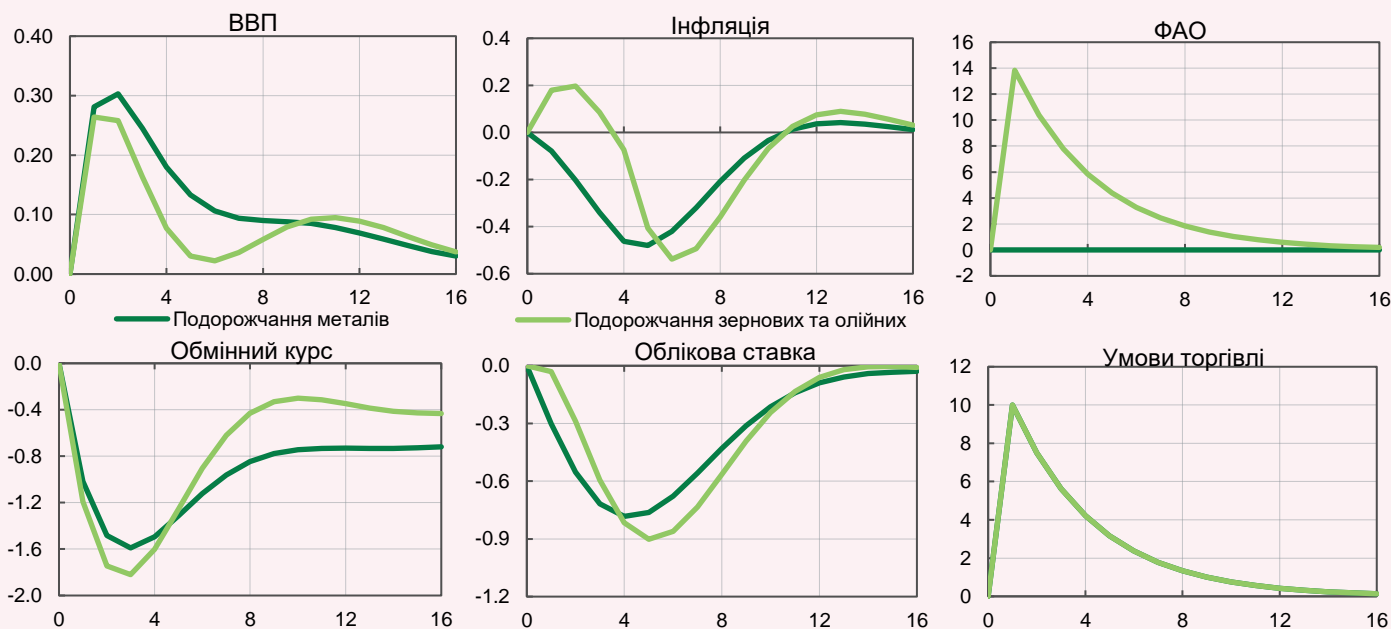 ВВП
0.40
0.30
0.20
0.10
0.00
0 4 8 12 16
Інфляція
0.4
0.2
0.0
-0.2
-0.4
-0.6
0 4 8 12 16
ФАО
16
14
12
10
8
6
4
2
0
-2
0 4 8 12 16
Подорожчання металів
Подорожчання зернових та олійних
Обмінний курс
0.0
-0.4
-0.8
-1.2
-1.6
-2.0
0 4 8 12 16
Облікова ставка
0.0
-0.3
-0.6
-0.9
-1.2
0 4 8 12 16
Умови торгівлі
12
10
8
6
4
2
0
0 4 8 12 16